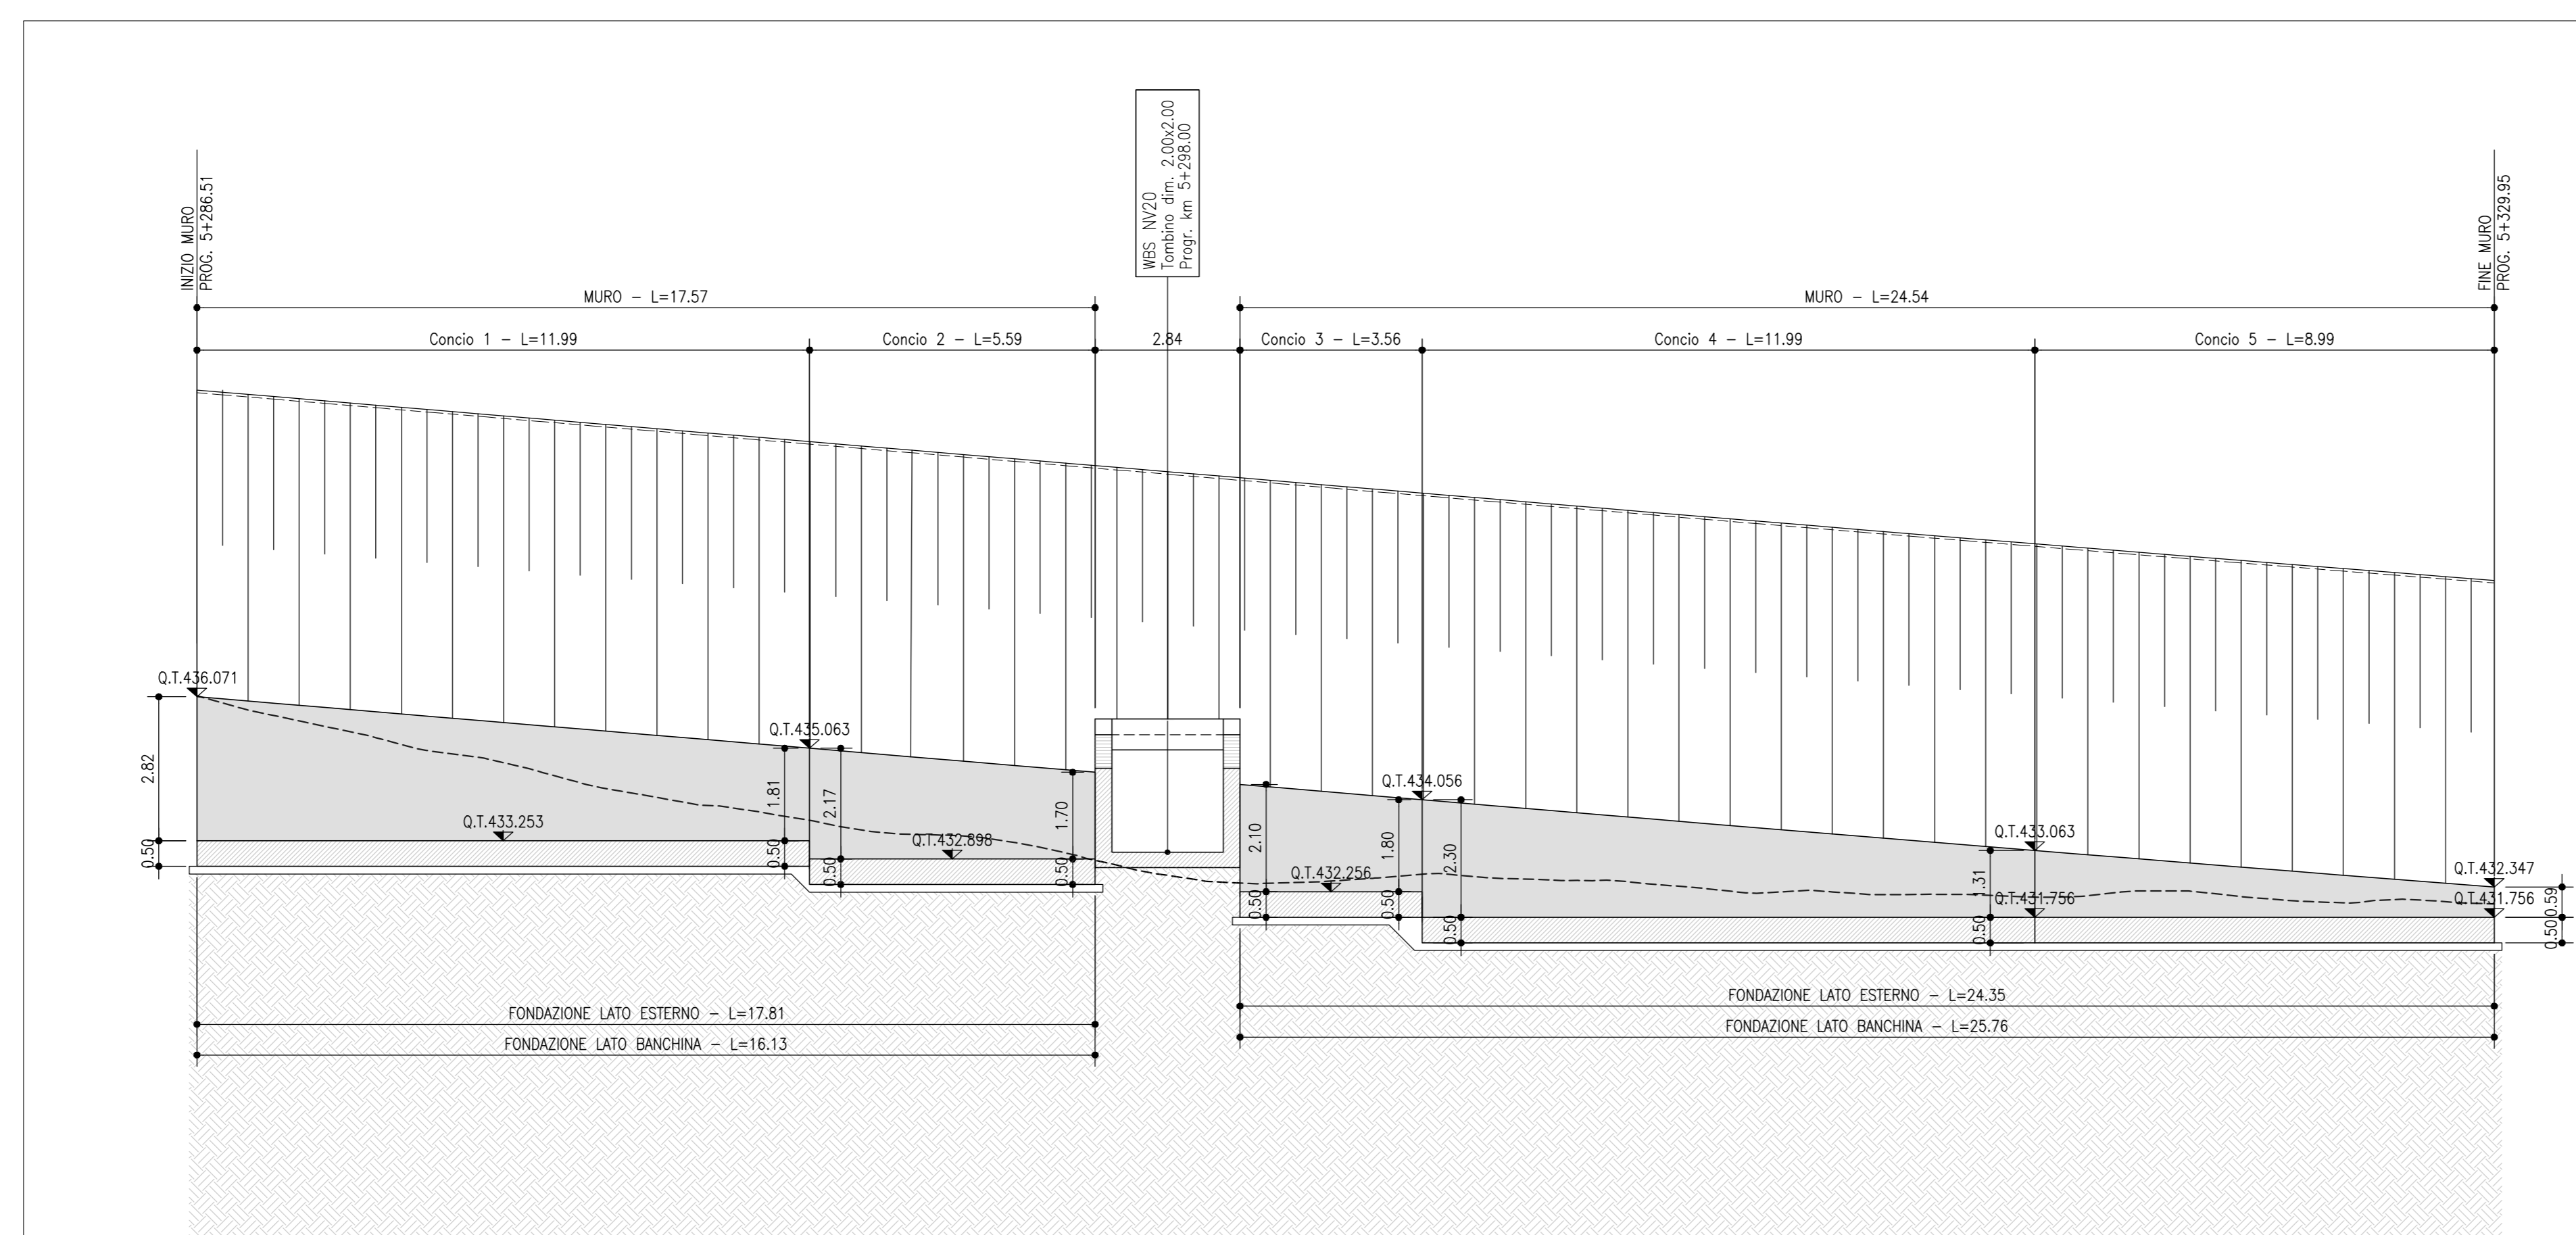 WBS NV20
Tombino dim. 2.00x2.00
Progr. km 5+298.00
INIZIO MURO
PROG. 5+286.51
FINE MURO
PROG. 5+329.95
MURO – L=17.57
MURO – L=24.54
Concio 1 – L=11.99
Concio 2 – L=5.59
2.84
Concio 3 – L=3.56
Concio 4 – L=11.99
Concio 5 – L=8.99
Q.T.436.071
2.82
0.50
Q.T.433.253
Q.T.435.063
1.81
0.50
2.17
0.50
Q.T.432.898
1.70
0.50
2.10
0.50
Q.T.432.256
Q.T.434.056
1.80
0.50
2.30
0.50
Q.T.433.063
1.31
0.50
Q.T.431.756
Q.T.432.347
Q.T.431.756
0.59
0.50
FONDAZIONE LATO ESTERNO – L=17.81
FONDAZIONE LATO BANCHINA – L=16.13
FONDAZIONE LATO ESTERNO – L=24.35
FONDAZIONE LATO BANCHINA – L=25.76